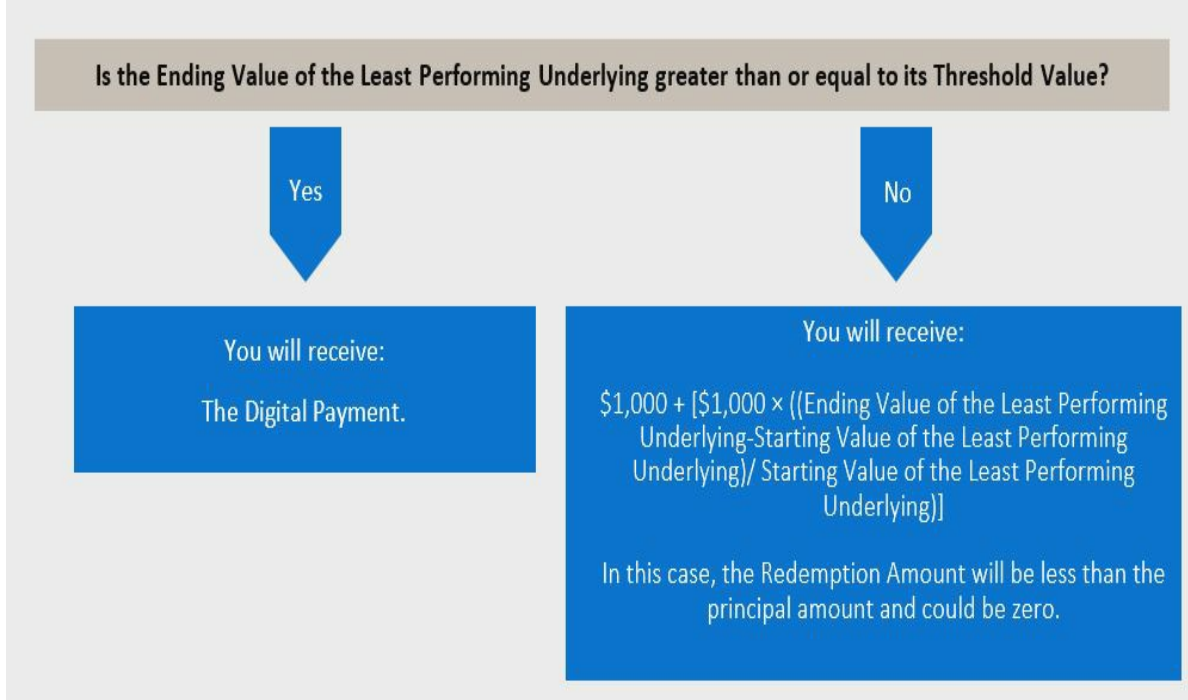 Is the Ending Value of the Least Performing Underlying greater than or equal to its Threshold Value?
Yes
No
You will receive:
The Digital Payment.
You will receive:
$1,000 + [$1,000 × ((Ending Value of the Least Performing
Underlying-Starting Value of the Least Performing
Underlying)/ Starting Value of the Least Performing
Underlying)]
In this case, the Redemption Amount will be less than the
principal amount and could be zero.